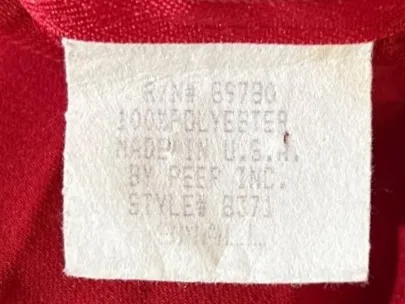 R/N# 89780
100%POLYESTER
MADE IN U.S.A.
BY PEEP INC.
STYLE# 8371